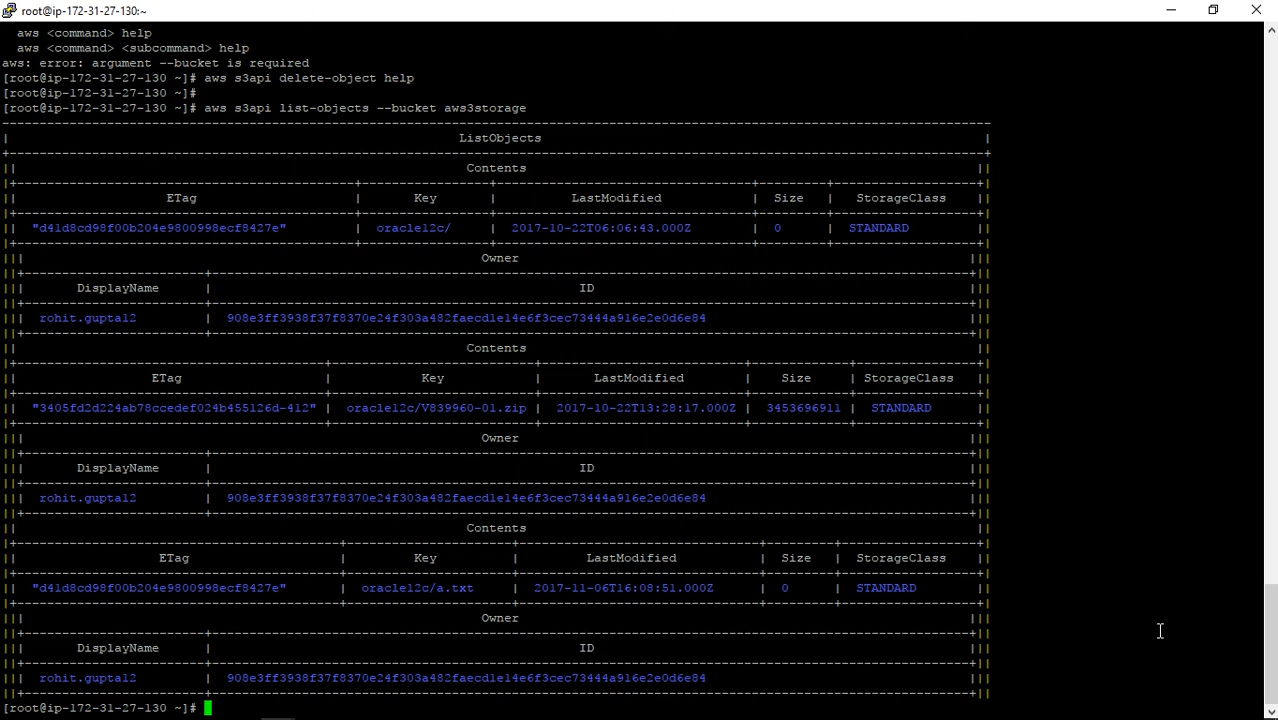 root@ip-172-31-27-130:~
aws <command> help
aws <command> <subcommand> help
aws: error: argument --bucket is required
[root@ip-172-31-27-130 ~]# aws s3api delete-object help
[root@ip-172-31-27-130 ~]#
[root@ip-172-31-27-130 ~]# aws s3api list-objects --bucket aws3storage
ListObjects
Contents
ETag | Key | LastModified | Size | StorageClass
"d41d8cd98f00b204e9800998ecf8427e" | oracle12c/ | 2017-10-22T06:06:43.000Z | 0 | STANDARD
Owner
DisplayName | ID
rohit.gupta12 | 908e3ff3938f37f8370e24f303a482faecd1e14e6f3cec73444a916e2e0d6e84
Contents
ETag | Key | LastModified | Size | StorageClass
"3405fd2d224ab78ccedef024b455126d-412" | oracle12c/V839960-01.zip | 2017-10-22T13:28:17.000Z | 3453696911 | STANDARD
Owner
DisplayName | ID
rohit.gupta12 | 908e3ff3938f37f8370e24f303a482faecd1e14e6f3cec73444a916e2e0d6e84
Contents
ETag | Key | LastModified | Size | StorageClass
"d41d8cd98f00b204e9800998ecf8427e" | oracle12c/a.txt | 2017-11-06T16:08:51.000Z | 0 | STANDARD
Owner
DisplayName | ID
rohit.gupta12 | 908e3ff3938f37f8370e24f303a482faecd1e14e6f3cec73444a916e2e0d6e84
[root@ip-172-31-27-130 ~]#